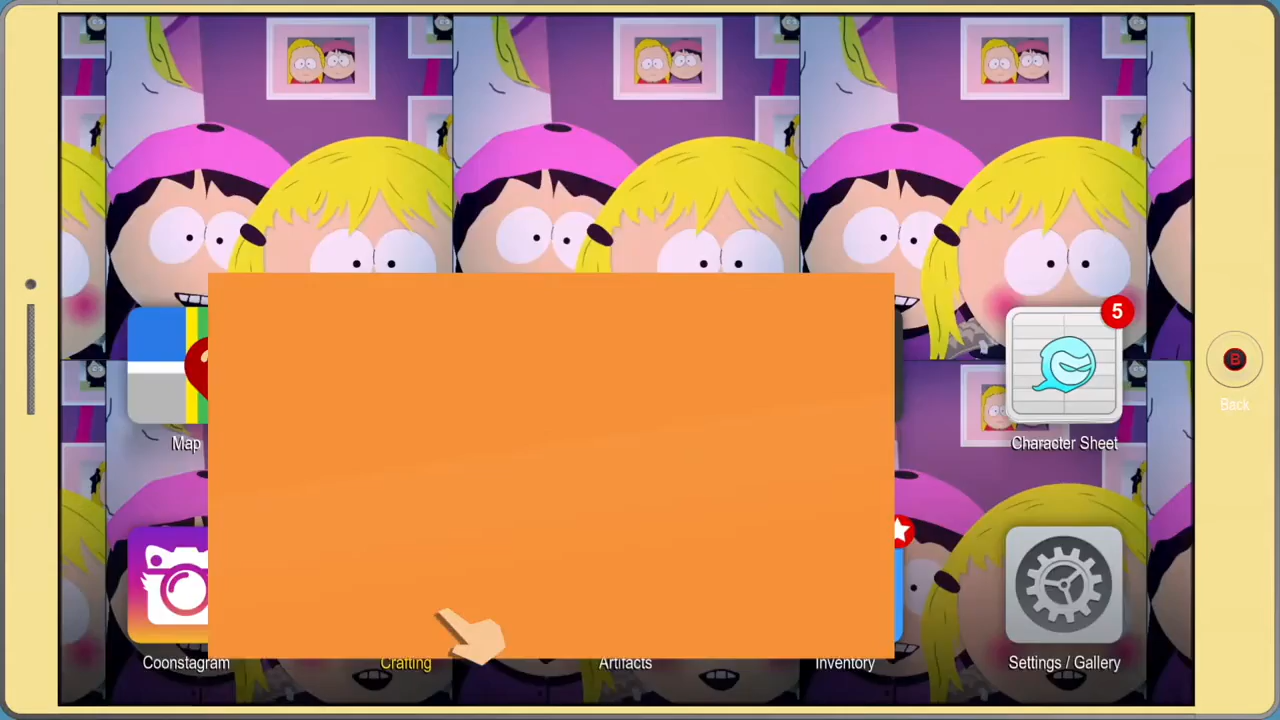 5
B
Back
Map
Character Sheet
Coonstagram
Crafting
Artifacts
Inventory
Settings / Gallery